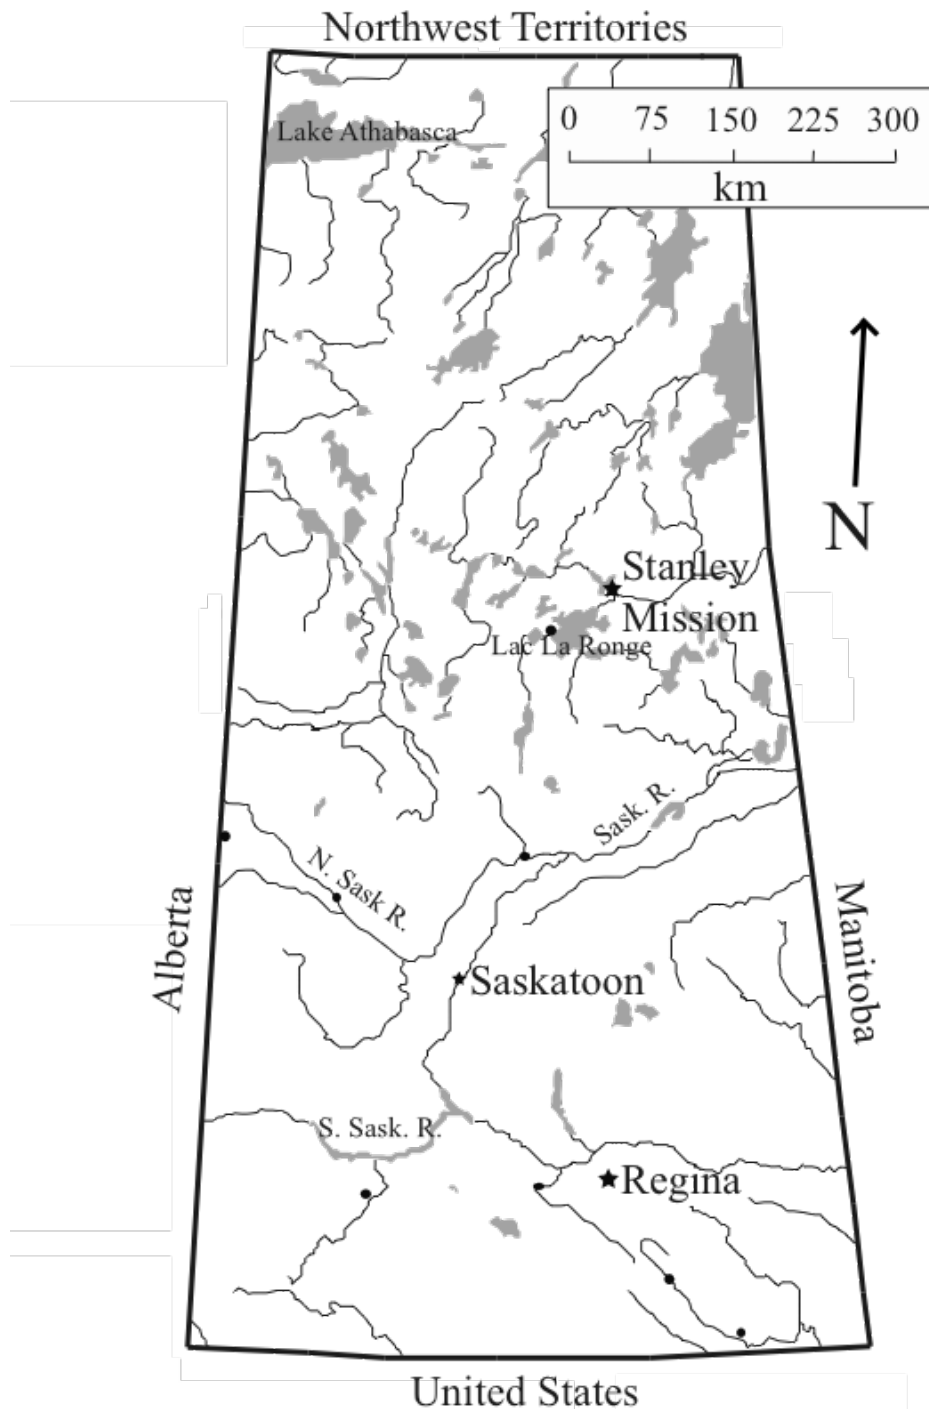 Northwest Territories
Lake Athabasca
0 75 150 225 300
km
N
Stanley
Mission
Lac La Ronge
Sask. R.
N. Sask R.
Alberta
Manitoba
Saskatoon
S. Sask. R.
Regina
United States